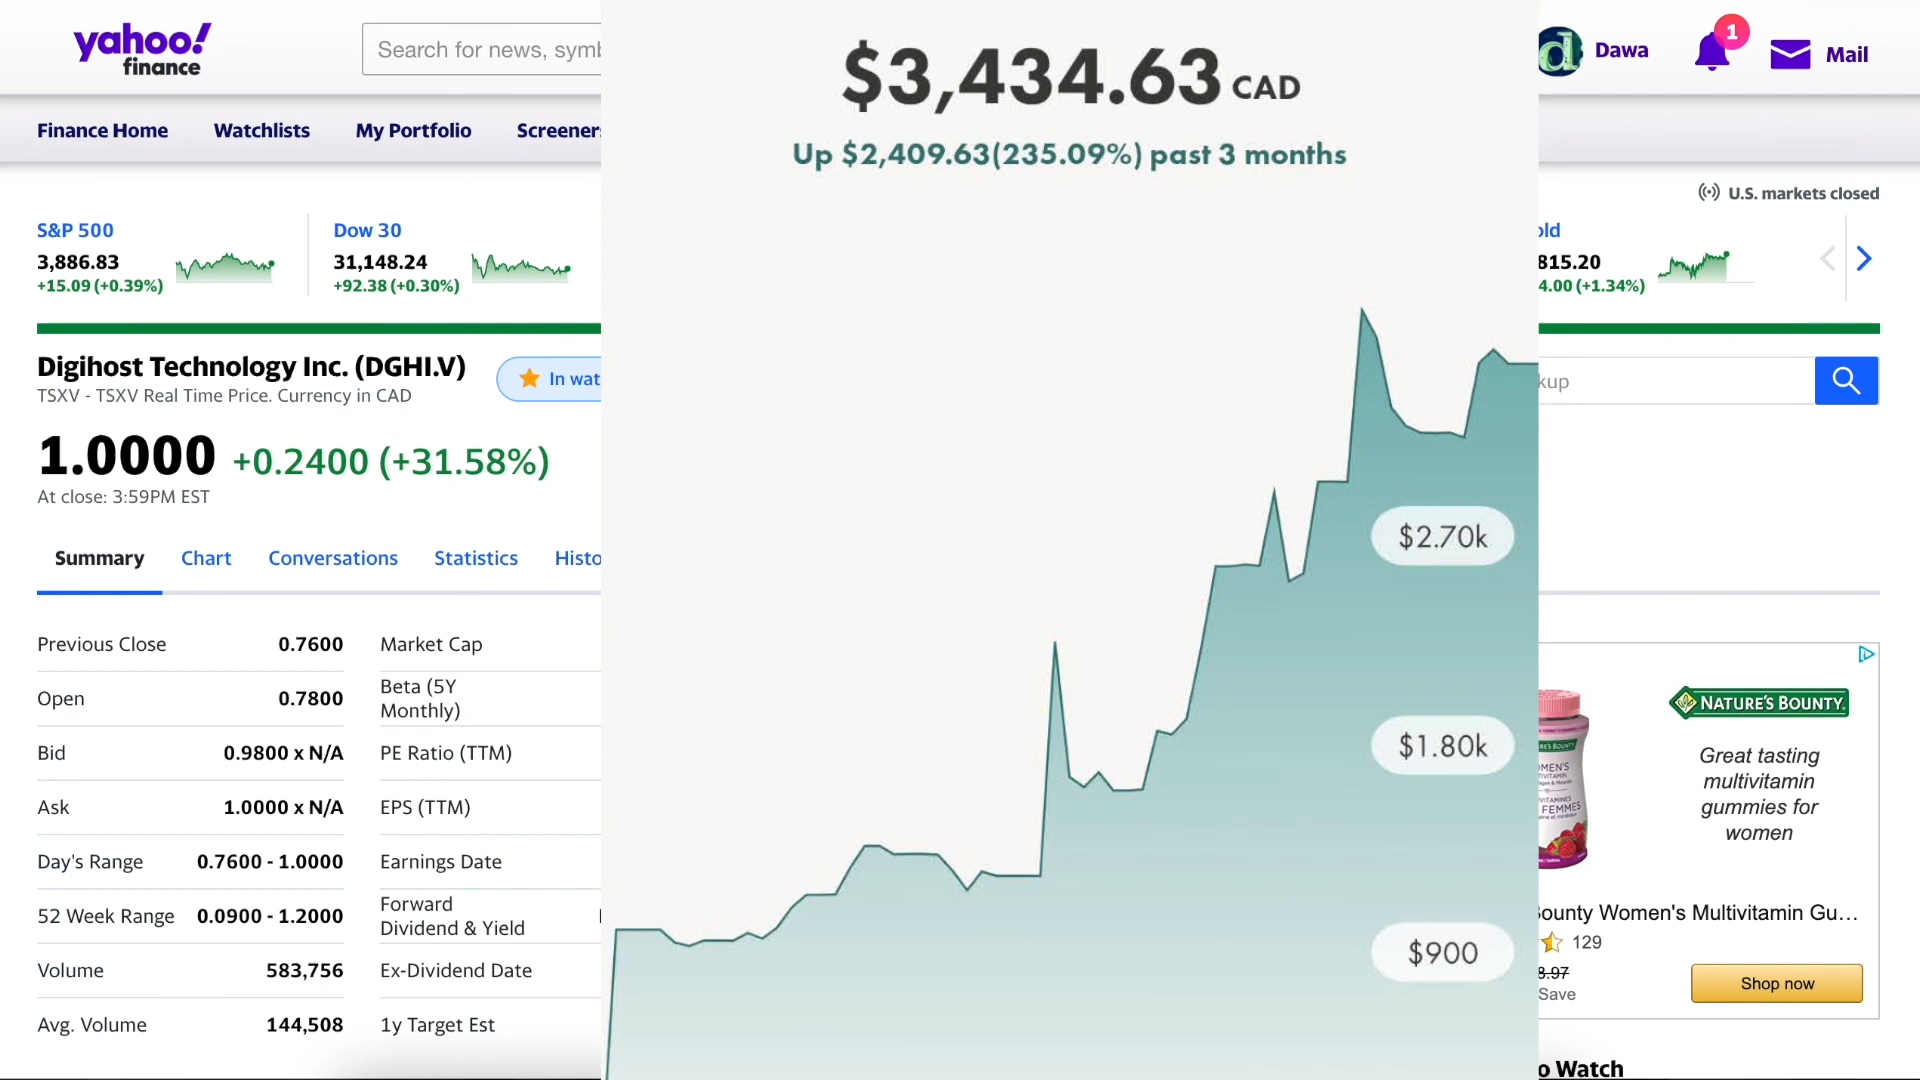 yahoo!
finance
Search for news, symb
$3,434.63 CAD
Up $2,409.63(235.09%) past 3 months
d
Dawa
1
Mail
Finance Home
Watchlists
My Portfolio
Screeners
U.S. markets closed
S&P 500
3,886.83
+15.09 (+0.39%)
Dow 30
31,148.24
+92.38 (+0.30%)
old
815.20
4.00 (+1.34%)
Digihost Technology Inc. (DGHI.V)
TSXV - TSXV Real Time Price. Currency in CAD
In wat
kup
1.0000 +0.2400 (+31.58%)
At close: 3:59PM EST
Summary
Chart
Conversations
Statistics
Histo
Previous Close 0.7600
Open 0.7800
Bid 0.9800 x N/A
Ask 1.0000 x N/A
Day's Range 0.7600 - 1.0000
52 Week Range 0.0900 - 1.2000
Volume 583,756
Avg. Volume 144,508
Market Cap
Beta (5Y
Monthly)
PE Ratio (TTM)
EPS (TTM)
Earnings Date
Forward
Dividend & Yield
Ex-Dividend Date
1y Target Est
$2.70k
$1.80k
$900
NATURE'S BOUNTY
Great tasting
multivitamin
gummies for
women
Bounty Women's Multivitamin Gu...
129
8.97
Save
Shop now
o Watch